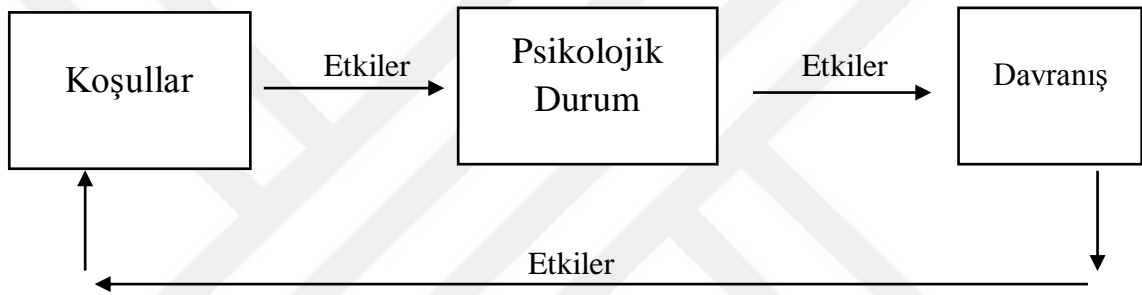 Koşullar
Etkiler
Psikolojik
Durum
Etkiler
Davranış
Etkiler